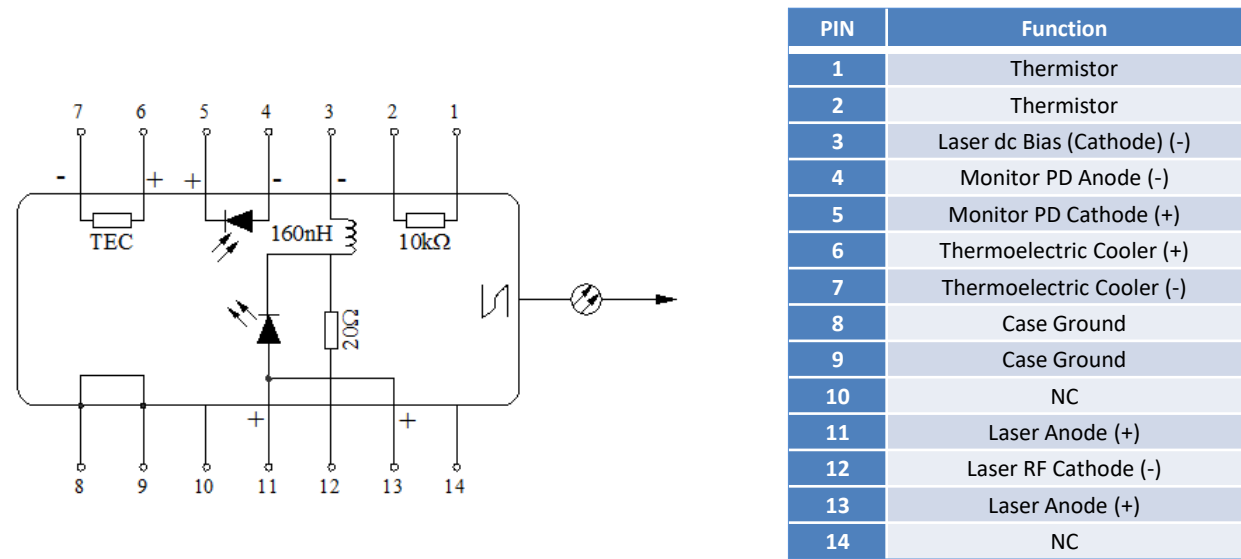 7 6 5 4 3 2 1
- + + - -
TEC 160nH 10kΩ
20Ω
+ +
8 9 10 11 12 13 14
PIN Function
1 Thermistor
2 Thermistor
3 Laser dc Bias (Cathode) (-)
4 Monitor PD Anode (-)
5 Monitor PD Cathode (+)
6 Thermoelectric Cooler (+)
7 Thermoelectric Cooler (-)
8 Case Ground
9 Case Ground
10 NC
11 Laser Anode (+)
12 Laser RF Cathode (-)
13 Laser Anode (+)
14 NC